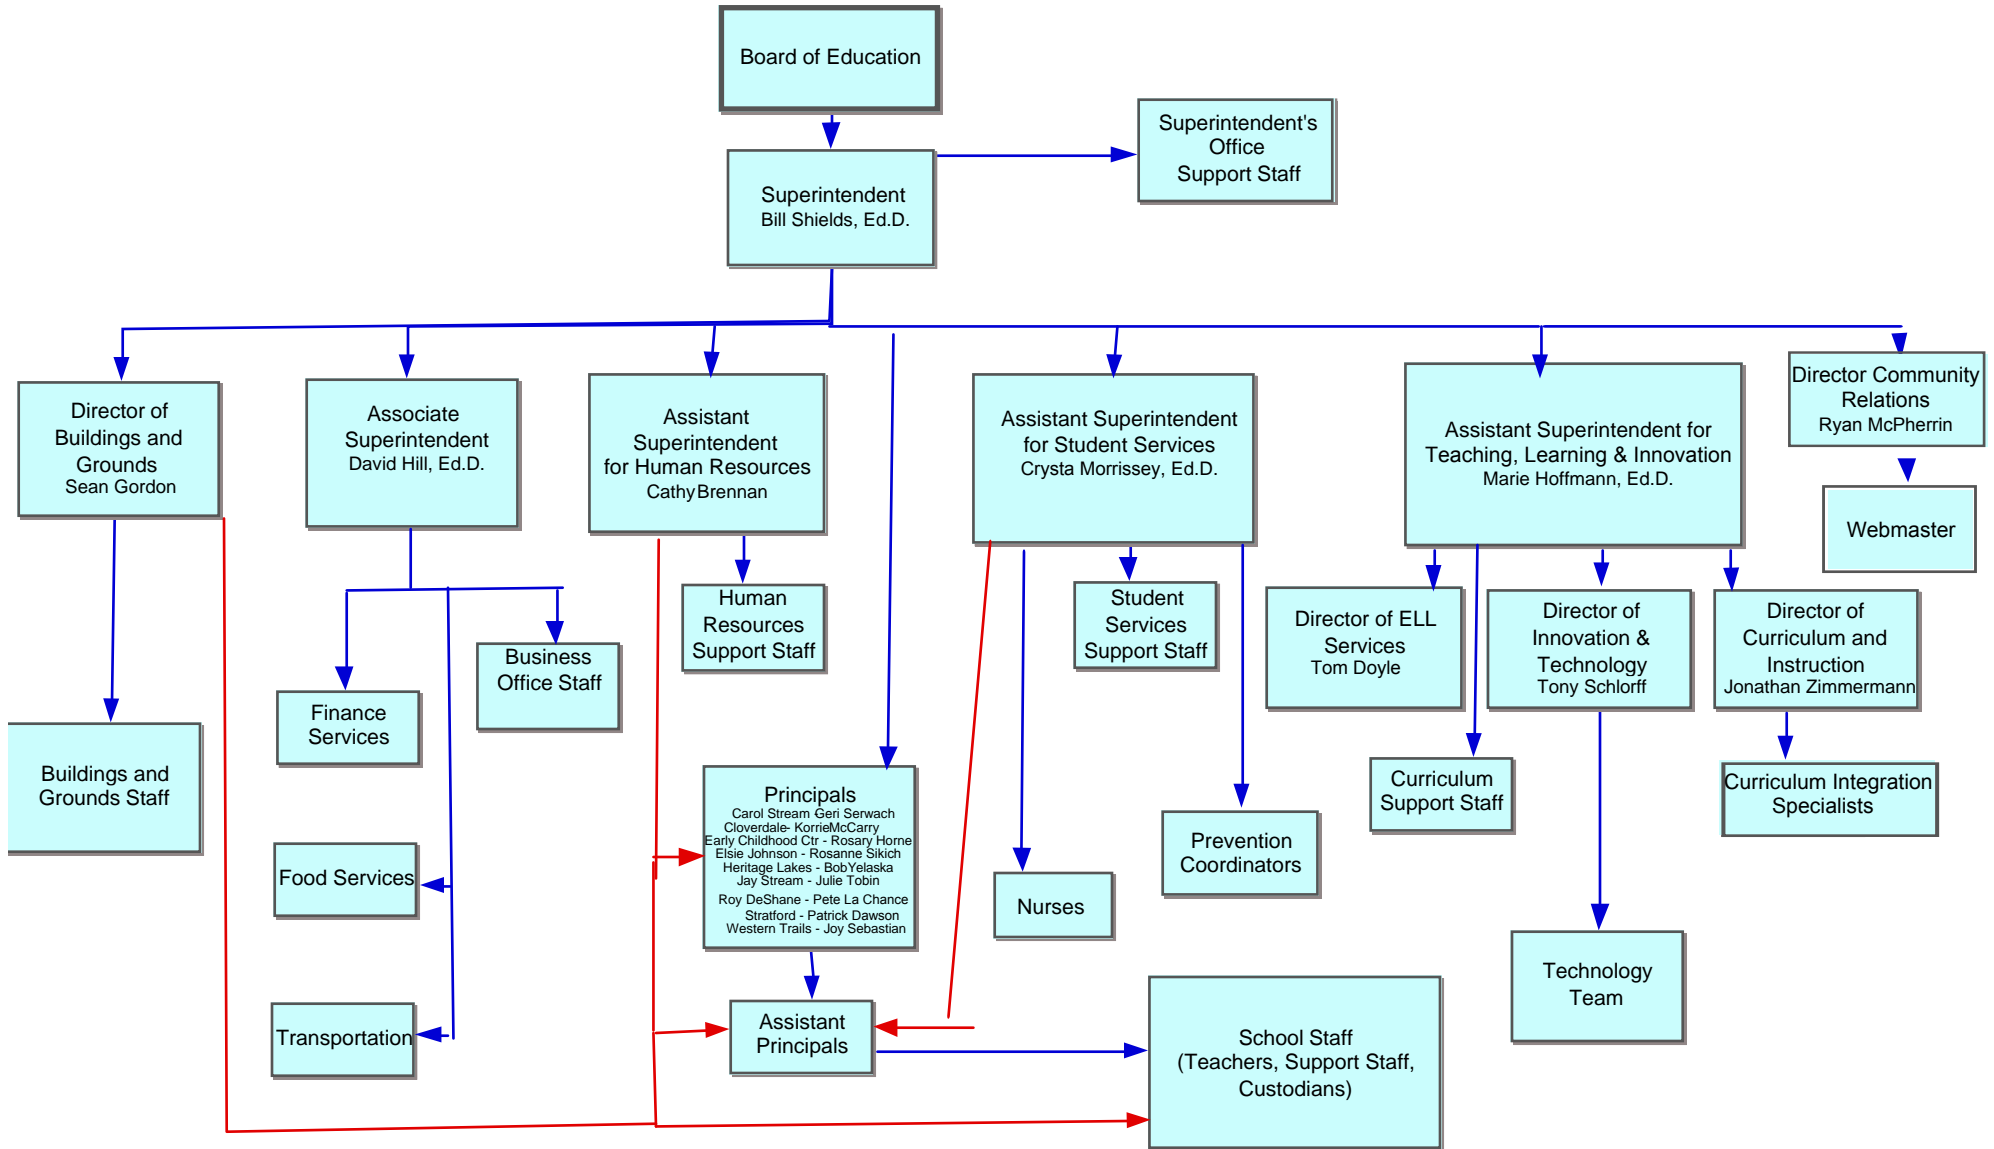 Board of Education
Superintendent's
Office
Support Staff
Superintendent
Bill Shields, Ed.D.
Director of
Buildings and
Grounds
Sean Gordon
Associate
Superintendent
David Hill, Ed.D.
Assistant
Superintendent
for Human Resources
Cathy Brennan
Assistant Superintendent
for Student Services
Crysta Morrissey, Ed.D.
Assistant Superintendent for
Teaching, Learning & Innovation
Marie Hoffmann, Ed.D.
Director Community
Relations
Ryan McPherrin
Webmaster
Human
Resources
Support Staff
Student
Services
Support Staff
Director of ELL
Services
Tom Doyle
Director of
Innovation &
Technology
Tony Schlorff
Director of
Curriculum and
Instruction
Jonathan Zimmermann
Business
Office Staff
Finance
Services
Buildings and
Grounds Staff
Principals
Carol Stream -Geri Serwach
Cloverdale- KorrieMcCarry
Early Childhood Ctr - Rosary Horne
Elsie Johnson - Rosanne Sikich
Heritage Lakes - BobYelaska
Jay Stream - Julie Tobin
Roy DeShane - Pete La Chance
Stratford - Patrick Dawson
Western Trails - Joy Sebastian
Curriculum
Support Staff
Curriculum Integration
Specialists
Prevention
Coordinators
Food Services
Nurses
Technology
Team
Transportation
Assistant
Principals
School Staff
(Teachers, Support Staff,
Custodians)